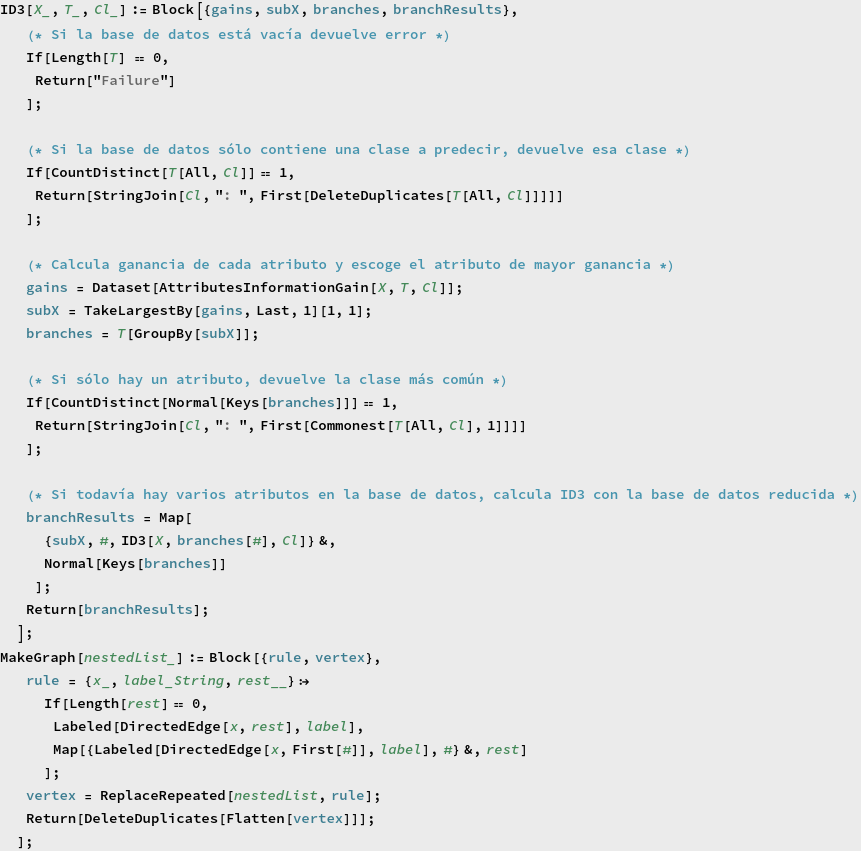 ID3[X_, T_, Cl_] := Block[{gains, subX, branches, branchResults},
(* Si la base de datos está vacía devuelve error *)
If[Length[T] == 0,
Return["Failure"]
];
(* Si la base de datos sólo contiene una clase a predecir, devuelve esa clase *)
If[CountDistinct[T[All, Cl]] == 1,
Return[StringJoin[Cl, ": ", First[DeleteDuplicates[T[All, Cl]]]]]
];
(* Calcula ganancia de cada atributo y escoge el atributo de mayor ganancia *)
gains = Dataset[AttributesInformationGain[X, T, Cl]];
subX = TakeLargestBy[gains, Last, 1][1, 1];
branches = T[GroupBy[subX]];
(* Si sólo hay un atributo, devuelve la clase más común *)
If[CountDistinct[Normal[Keys[branches]]] == 1,
Return[StringJoin[Cl, ": ", First[Commonest[T[All, Cl], 1]]]]
];
(* Si todavía hay varios atributos en la base de datos, calcula ID3 con la base de datos reducida *)
branchResults = Map[
{subX, #, ID3[X, branches[#], Cl]} &,
Normal[Keys[branches]]
];
Return[branchResults];
];
MakeGraph[nestedList_] := Block[{rule, vertex},
rule = {x_, label_String, rest__} :→
If[Length[rest] == 0,
Labeled[DirectedEdge[x, rest], label],
Map[{Labeled[DirectedEdge[x, First[#]], label], #} &, rest]
];
vertex = ReplaceRepeated[nestedList, rule];
Return[DeleteDuplicates[Flatten[vertex]]];
];